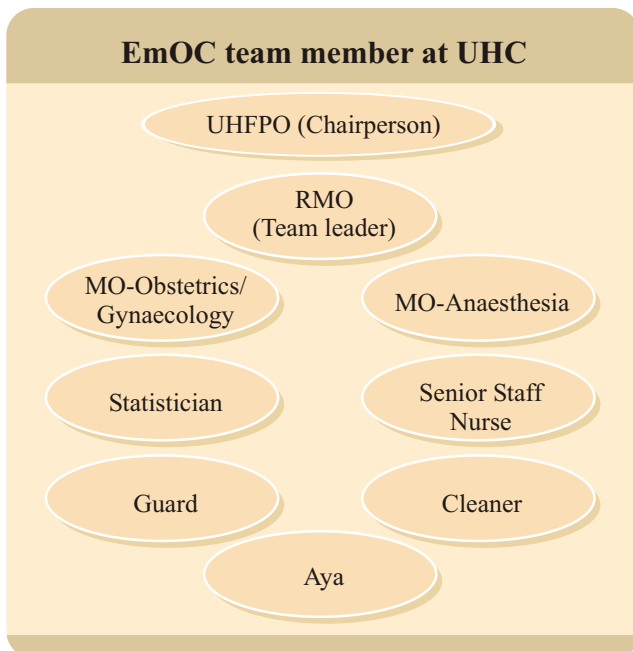 EmOC team member at UHC
UHFPO (Chairperson)
RMO
(Team leader)
MO-Obstetrics/
Gynaecology
MO-Anaesthesia
Statistician
Senior Staff
Nurse
Guard
Cleaner
Aya